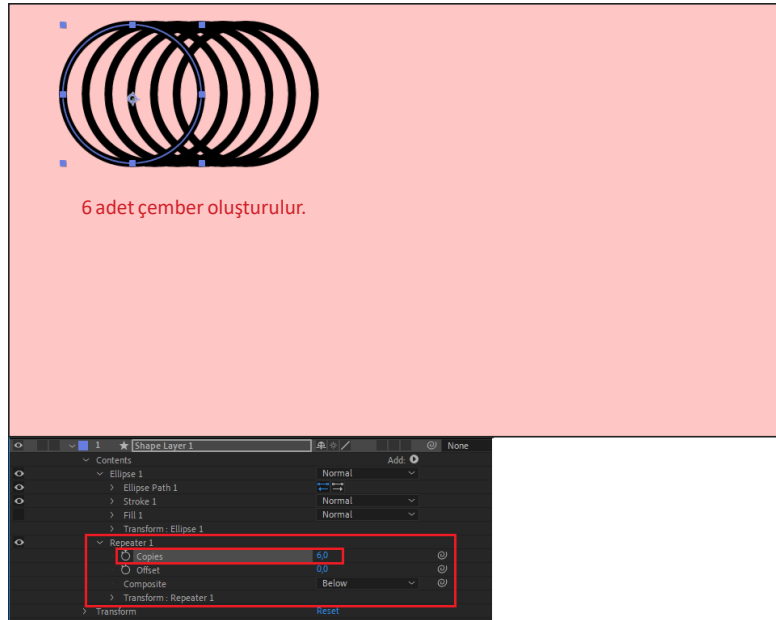 6 adet çember oluşturulur.
1 Shape Layer 1 None
Contents Add:
Ellipse 1 Normal
Ellipse Path 1
Stroke 1 Normal
Fill 1 Normal
Transform : Ellipse 1
Repeater 1
Copies 6,0
Offset 0,0
Composite Below
Transform : Repeater 1
Transform Reset